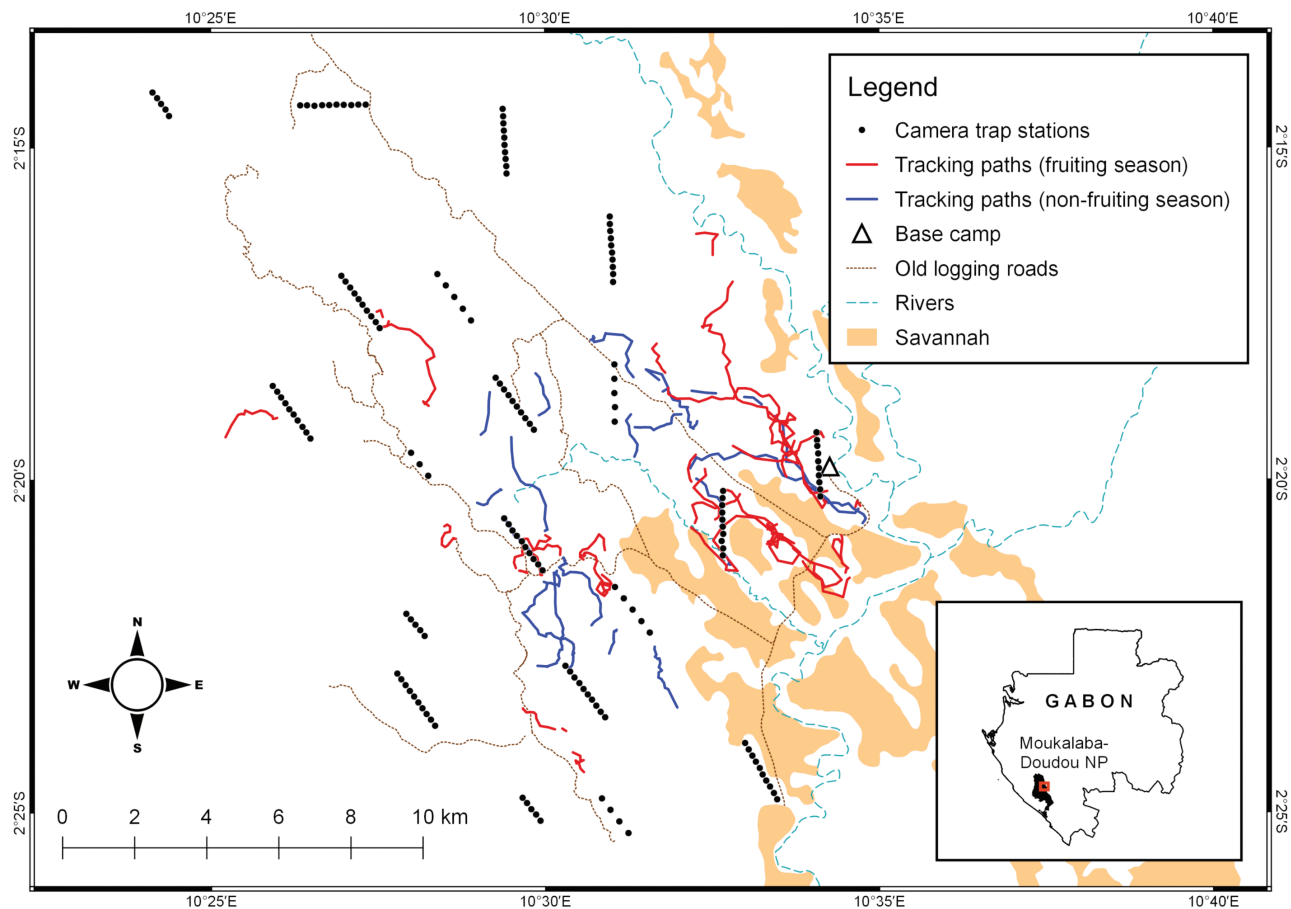 10°25′E 10°30′E 10°35′E 10°40′E
2°15′S 2°15′S
Legend
Camera trap stations
Tracking paths (fruiting season)
Tracking paths (non-fruiting season)
Base camp
Old logging roads
Rivers
Savannah
2°20′S 2°20′S
N
W E
S
GABON
Moukalaba-
Doudou NP
0 2 4 6 8 10 km
2°25′S 2°25′S
10°25′E 10°30′E 10°35′E 10°40′E